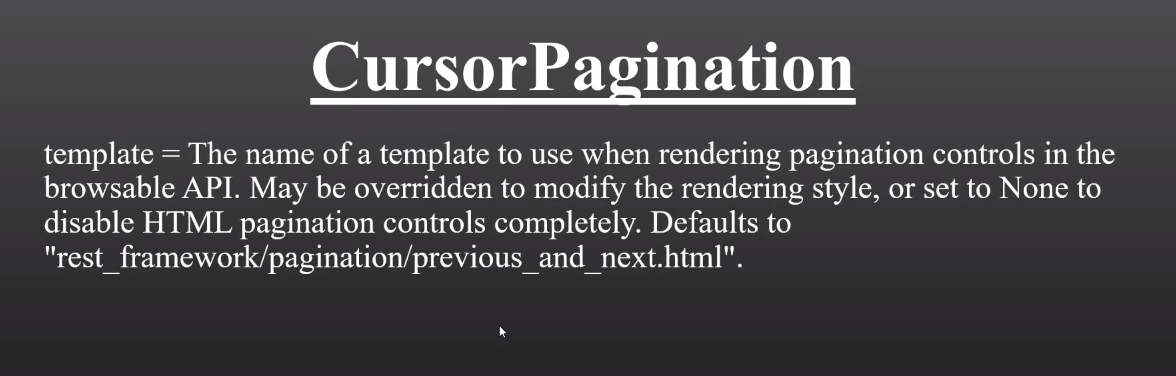 CursorPagination
template = The name of a template to use when rendering pagination controls in the
browsable API. May be overridden to modify the rendering style, or set to None to
disable HTML pagination controls completely. Defaults to
"rest_framework/pagination/previous_and_next.html".